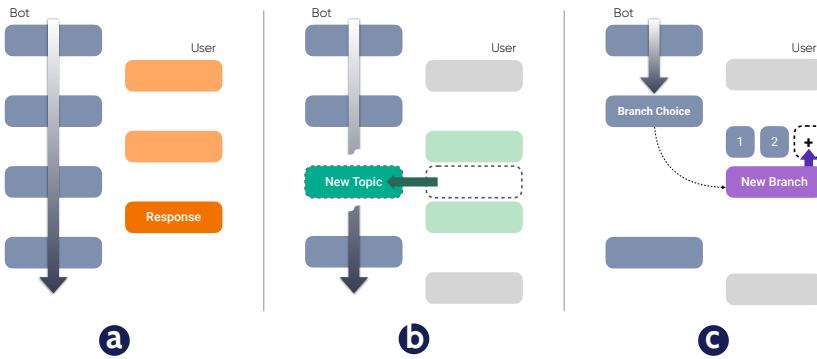 Bot
User
Response
a
Bot
User
New Topic
b
Bot
User
Branch Choice
1 2 +
New Branch
c